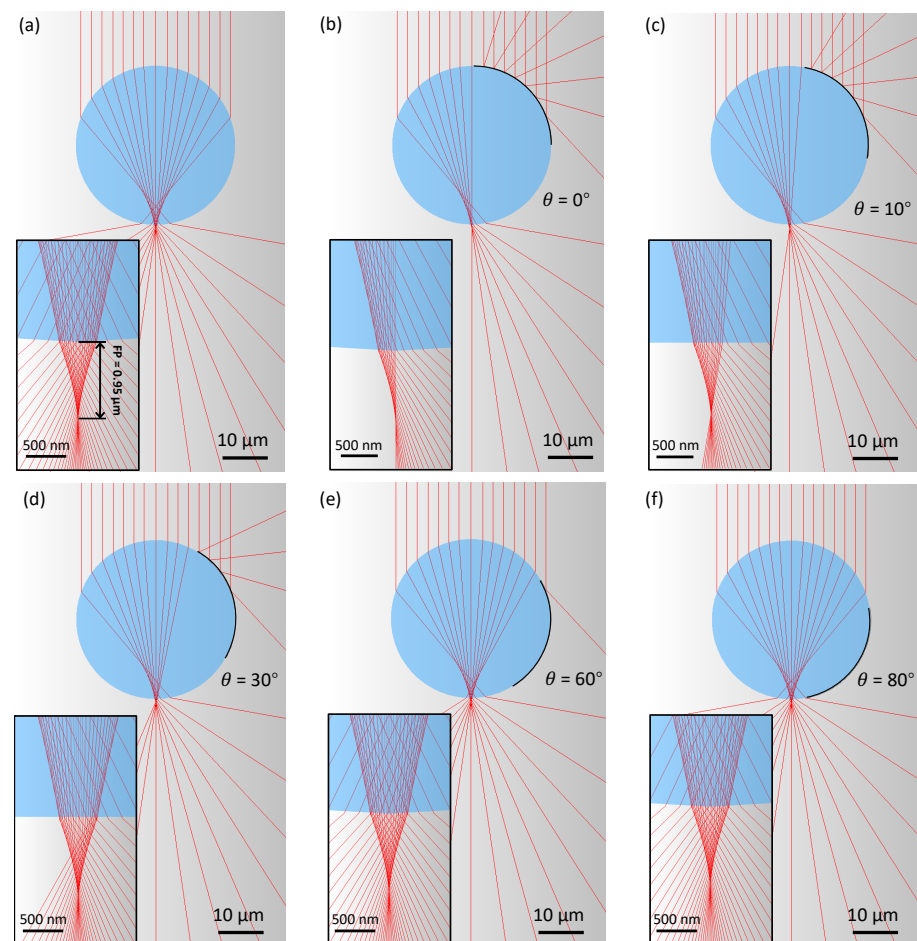 (a)
FP = 0.95 μm
500 nm
10 μm
(b)
θ = 0°
500 nm
10 μm
(c)
θ = 10°
500 nm
10 μm
(d)
θ = 30°
500 nm
10 μm
(e)
θ = 60°
500 nm
10 μm
(f)
θ = 80°
500 nm
10 μm